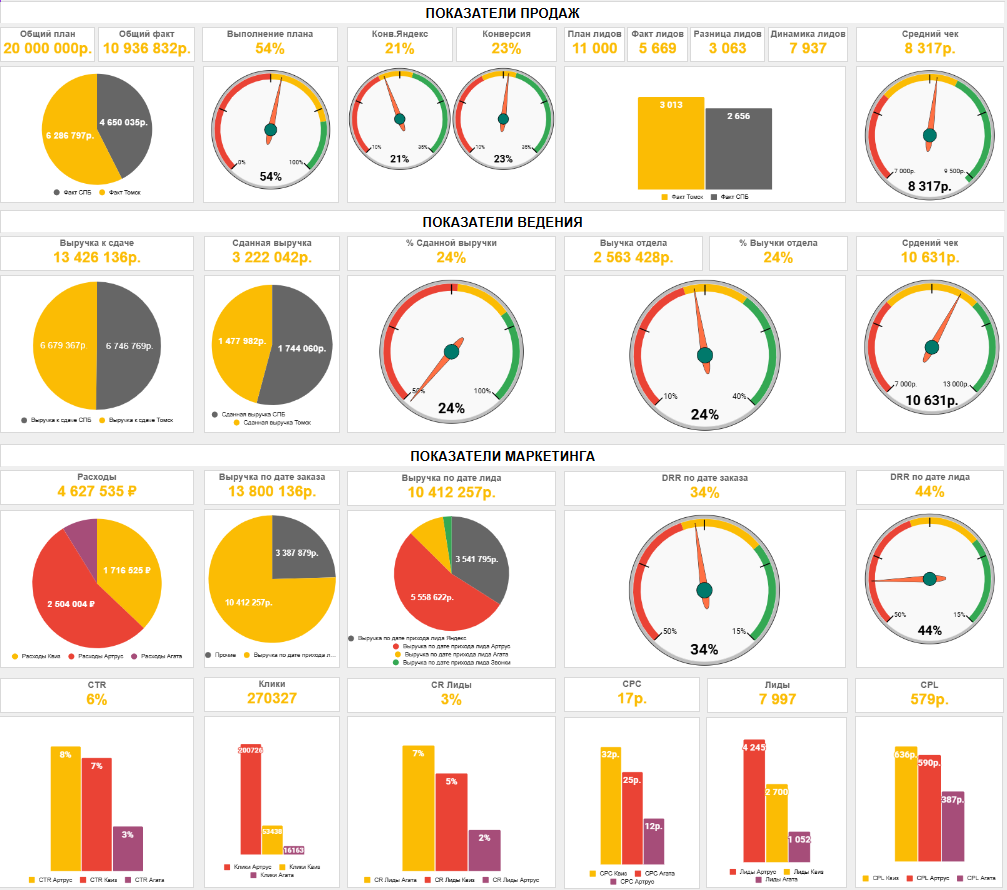 ПОКАЗАТЕЛИ ПРОДАЖ
Общий план
20 000 000р.
Общий факт
10 936 832р.
Выполнение плана
54%
Конв.Яндекс
21%
Конверсия
23%
План лидов
11 000
Факт лидов
5 669
Разница лидов
3 063
Динамика лидов
7 937
Средний чек
8 317р.
6 286 797р.
4 650 035р.
Факт СПБ
Факт Томск
0%
100%
54%
10%
35%
21%
10%
35%
23%
3 013
2 656
Факт Томск
Факт СПБ
7 000р.
9 500р.
8 317р.
ПОКАЗАТЕЛИ ВЕДЕНИЯ
Выручка к сдаче
13 426 136р.
Сданная выручка
3 222 042р.
% Сданной выручки
24%
Выучка отдела
2 563 428р.
% Выучки отдела
24%
Срдений чек
10 631р.
6 679 367р.
6 746 769р.
Выручка к сдаче СПБ
Выручка к сдаче Томск
1 477 982р.
1 744 060р.
Сданная выручка СПБ
Сданная выручка Томск
50%
100%
24%
10%
40%
24%
7 000р.
13 000р.
10 631р.
ПОКАЗАТЕЛИ МАРКЕТИНГА
Расходы
4 627 535 ₽
Выручка по дате заказа
13 800 136р.
Выручка по дате лида
10 412 257р.
DRR по дате заказа
34%
DRR по дате лида
44%
1 716 525 ₽
2 504 004 ₽
Расходы Квиз
Расходы Артрус
Расходы Агата
3 387 879р.
10 412 257р.
Прочие
Выручка по дате прихода л...
3 541 795р.
5 558 622р.
Выручка по дате прихода лида Яндекс
Выручка по дате прихода лида Артрус
Выручка по дате прихода лида Агата
Выручка по дате прихода лида Звонки
50%
15%
34%
50%
15%
44%
CTR
6%
Клики
270327
CR Лиды
3%
CPC
17р.
Лиды
7 997
CPL
579р.
8%
7%
3%
CTR Артрус
CTR Квиз
CTR Агата
200726
53438
16163
Клики Артрус
Клики Квиз
Клики Агата
7%
5%
2%
CR Лиды Агата
CR Лиды Квиз
CR Лиды Артрус
32р.
25р.
12р.
CPC Квиз
CPC Агата
CPC Артрус
4 245
2 700
1 052
Лиды Артрус
Лиды Квиз
Лиды Агата
636р.
590р.
387р.
CPL Квиз
CPL Артрус
CPL Агата